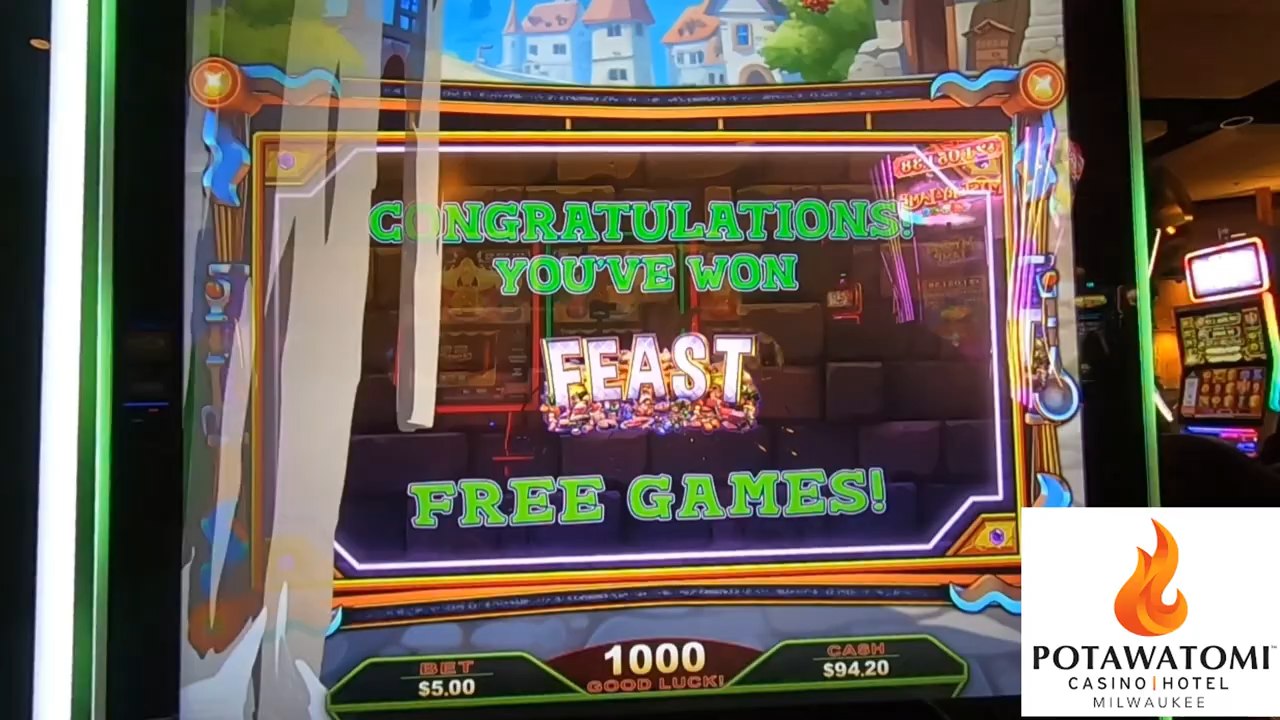 CONGRATULATIONS!
YOU'VE WON
FEAST
FREE GAMES!
BET
$5.00
1000
GOOD LUCK!
CASH
$94.20
POTAWATOMI™
CASINO | HOTEL
MILWAUKEE